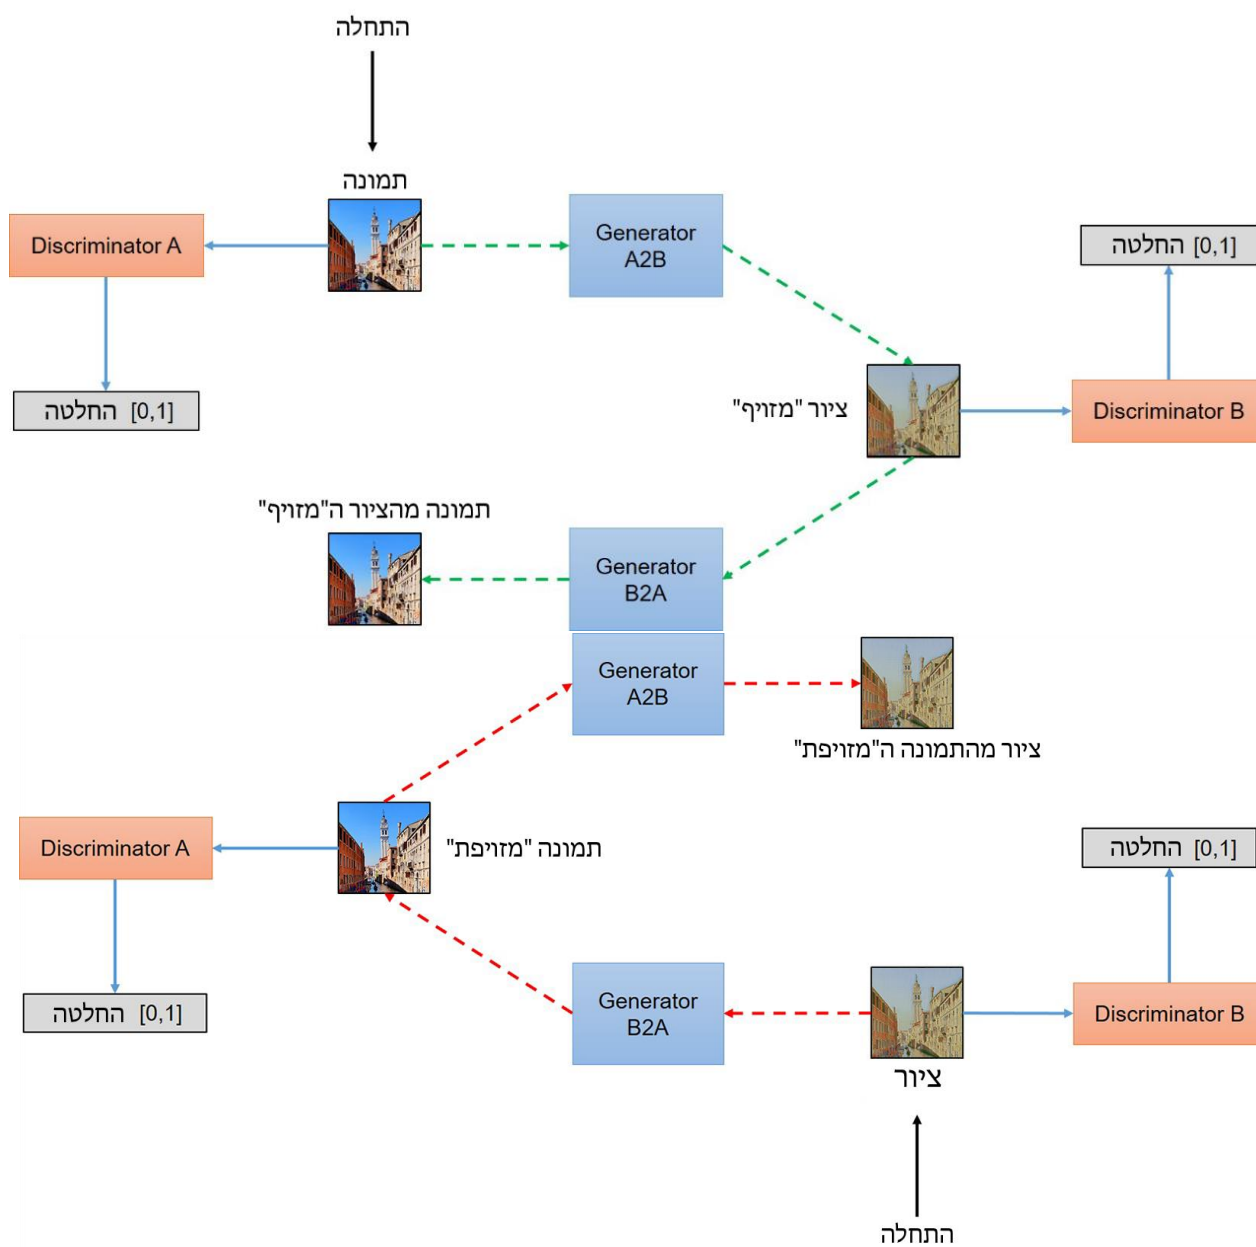 התחלה
תמונה
Discriminator A
Generator
A2B
החלטה [0,1]
החלטה [0,1]
ציור "מזויף"
Discriminator B
תמונה מהציור ה"מזויף"
Generator
B2A
Generator
A2B
ציור מהתמונה ה"מזויפת"
Discriminator A
תמונה "מזויפת"
החלטה [0,1]
החלטה [0,1]
Generator
B2A
Discriminator B
ציור
התחלה